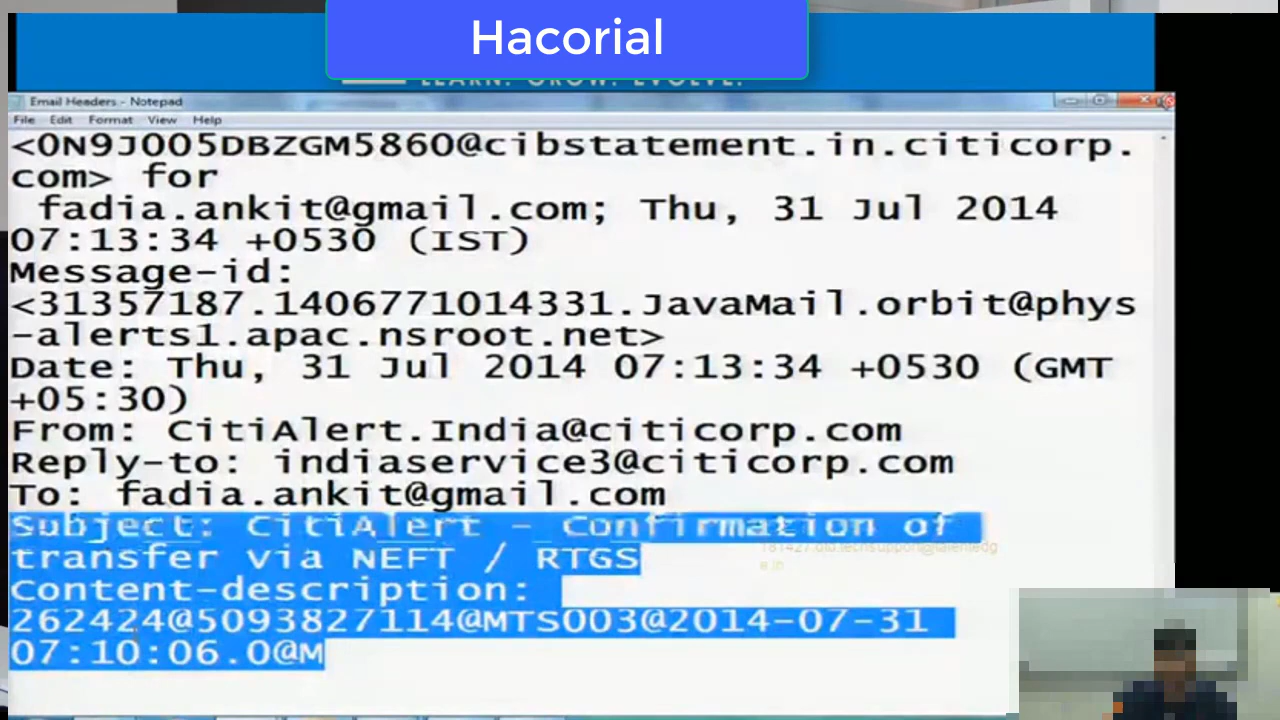 Hacorial
LEARN. GROW. EVOLVE.
Email Headers - Notepad
File Edit Format View Help
<0N9J005DBZGM5860@cibstatement.in.citicorp.
com> for
fadia.ankit@gmail.com; Thu, 31 Jul 2014
07:13:34 +0530 (IST)
Message-id:
<31357187.1406771014331.JavaMail.orbit@phys
-alerts1.apac.nsroot.net>
Date: Thu, 31 Jul 2014 07:13:34 +0530 (GMT
+05:30)
From: CitiAlert.India@citicorp.com
Reply-to: indiaservice3@citicorp.com
To: fadia.ankit@gmail.com
Subject: CitiAlert - Confirmation of
transfer via NEFT / RTGS
Content-description:
262424@5093827114@MTS003@2014-07-31
07:10:06.0@M